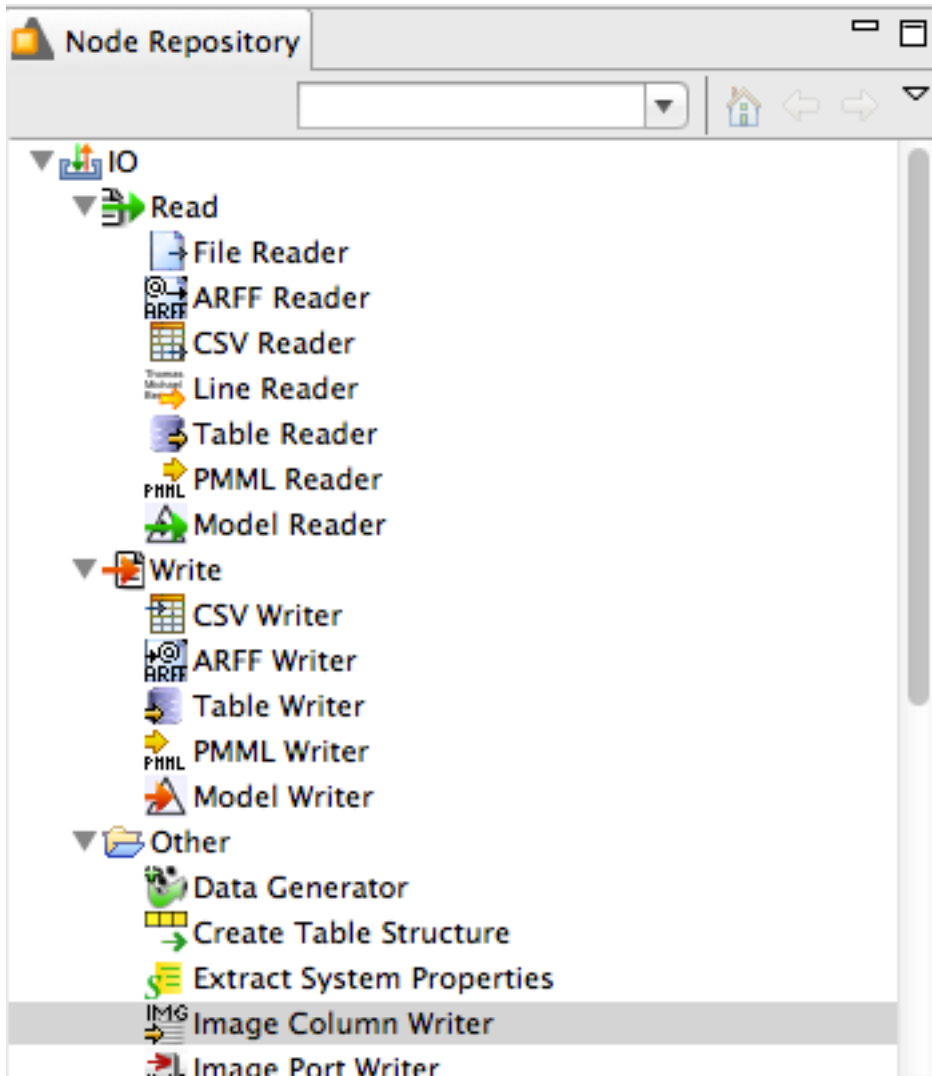 Node Repository
IO
Read
File Reader
ARFF Reader
CSV Reader
Line Reader
Table Reader
PMML Reader
Model Reader
Write
CSV Writer
ARFF Writer
Table Writer
PMML Writer
Model Writer
Other
Data Generator
Create Table Structure
Extract System Properties
Image Column Writer
Image Port Writer